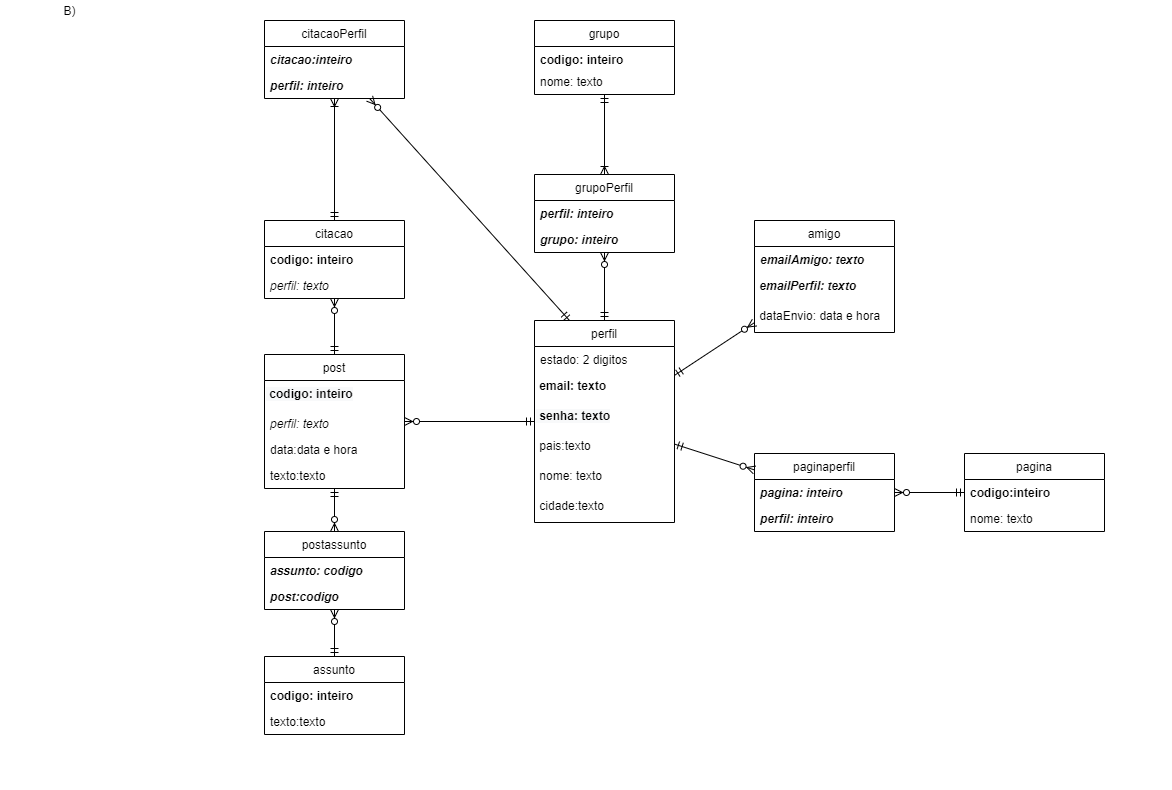 B)
citacaoPerfil
citacao:inteiro
perfil: inteiro
grupo
codigo: inteiro
nome: texto
grupoPerfil
perfil: inteiro
grupo: inteiro
citacao
codigo: inteiro
perfil: texto
amigo
emailAmigo: texto
emailPerfil: texto
dataEnvio: data e hora
perfil
estado: 2 digitos
email: texto
senha: texto
pais:texto
nome: texto
cidade:texto
post
codigo: inteiro
perfil: texto
data:data e hora
texto:texto
paginaperfil
pagina: inteiro
perfil: inteiro
pagina
codigo:inteiro
nome: texto
postassunto
assunto: codigo
post:codigo
assunto
codigo: inteiro
texto:texto